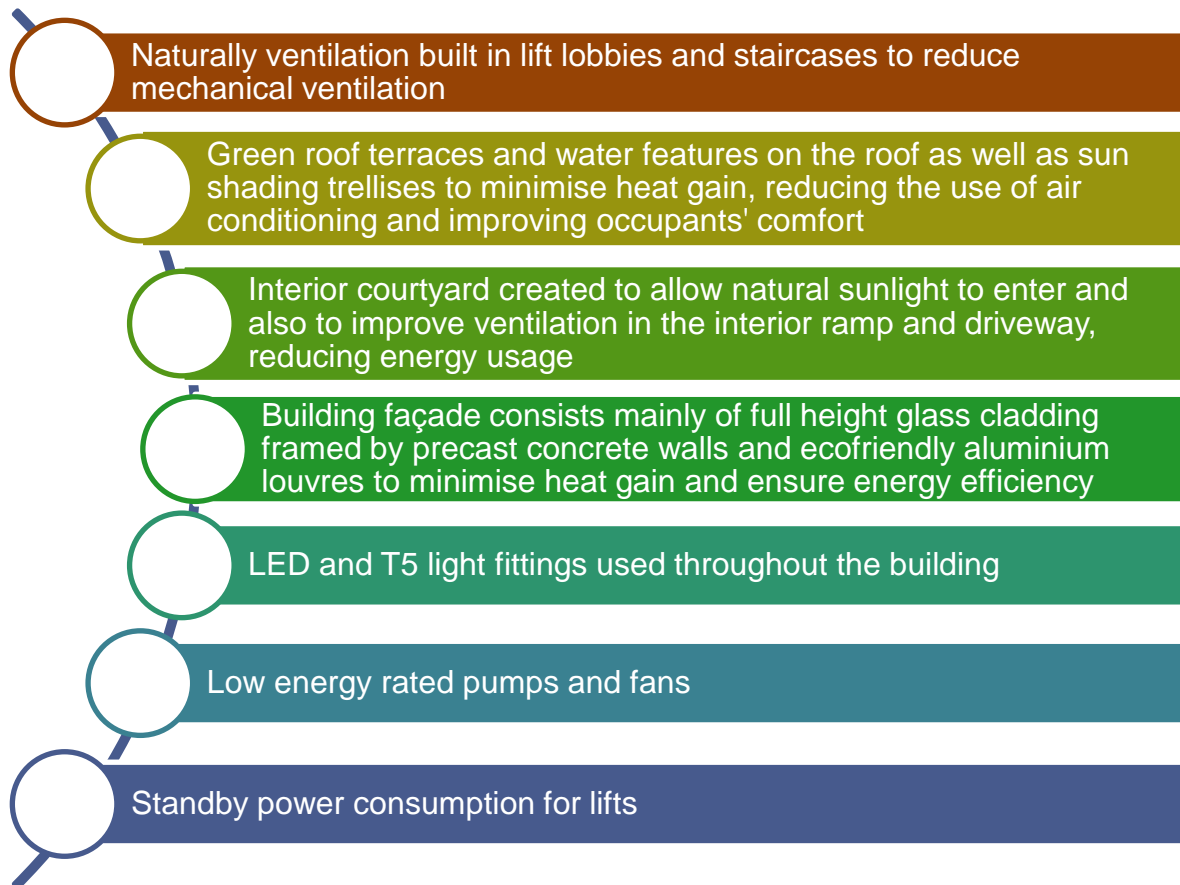 Naturally ventilation built in lift lobbies and staircases to reduce
mechanical ventilation
Green roof terraces and water features on the roof as well as sun
shading trellises to minimise heat gain, reducing the use of air
conditioning and improving occupants' comfort
Interior courtyard created to allow natural sunlight to enter and
also to improve ventilation in the interior ramp and driveway,
reducing energy usage
Building façade consists mainly of full height glass cladding
framed by precast concrete walls and ecofriendly aluminium
louvres to minimise heat gain and ensure energy efficiency
LED and T5 light fittings used throughout the building
Low energy rated pumps and fans
Standby power consumption for lifts